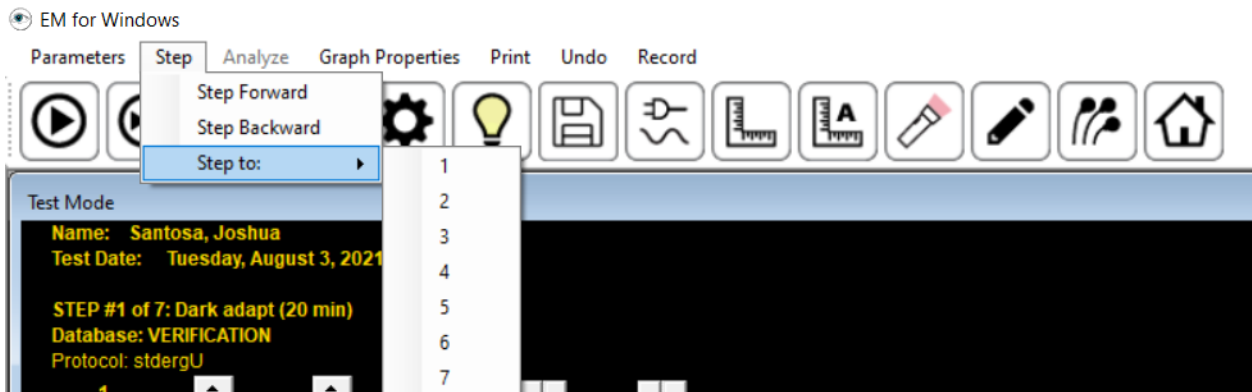 EM for Windows
Parameters Step Analyze Graph Properties Print Undo Record
Step Forward
Step Backward
Step to:
1
2
3
4
5
6
7
A
Test Mode
Name: Santosa, Joshua
Test Date: Tuesday, August 3, 2021
STEP #1 of 7: Dark adapt (20 min)
Database: VERIFICATION
Protocol: stdergU
1